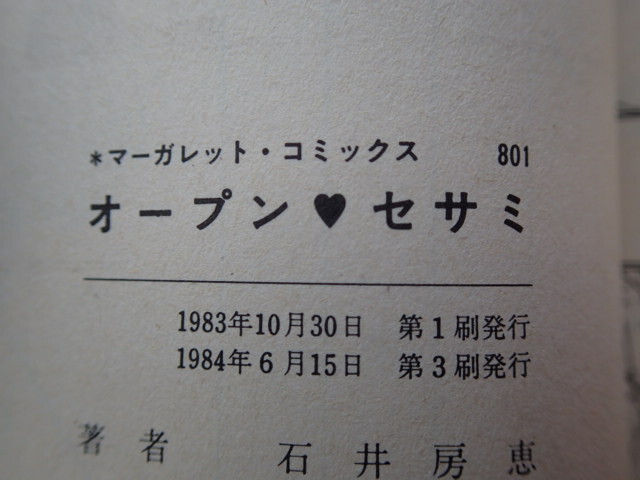 *マーガレット・コミックス 801
オープン♥セサミ
1983年10月30日 第1刷発行
1984年6月15日 第3刷発行
著者 石井房恵